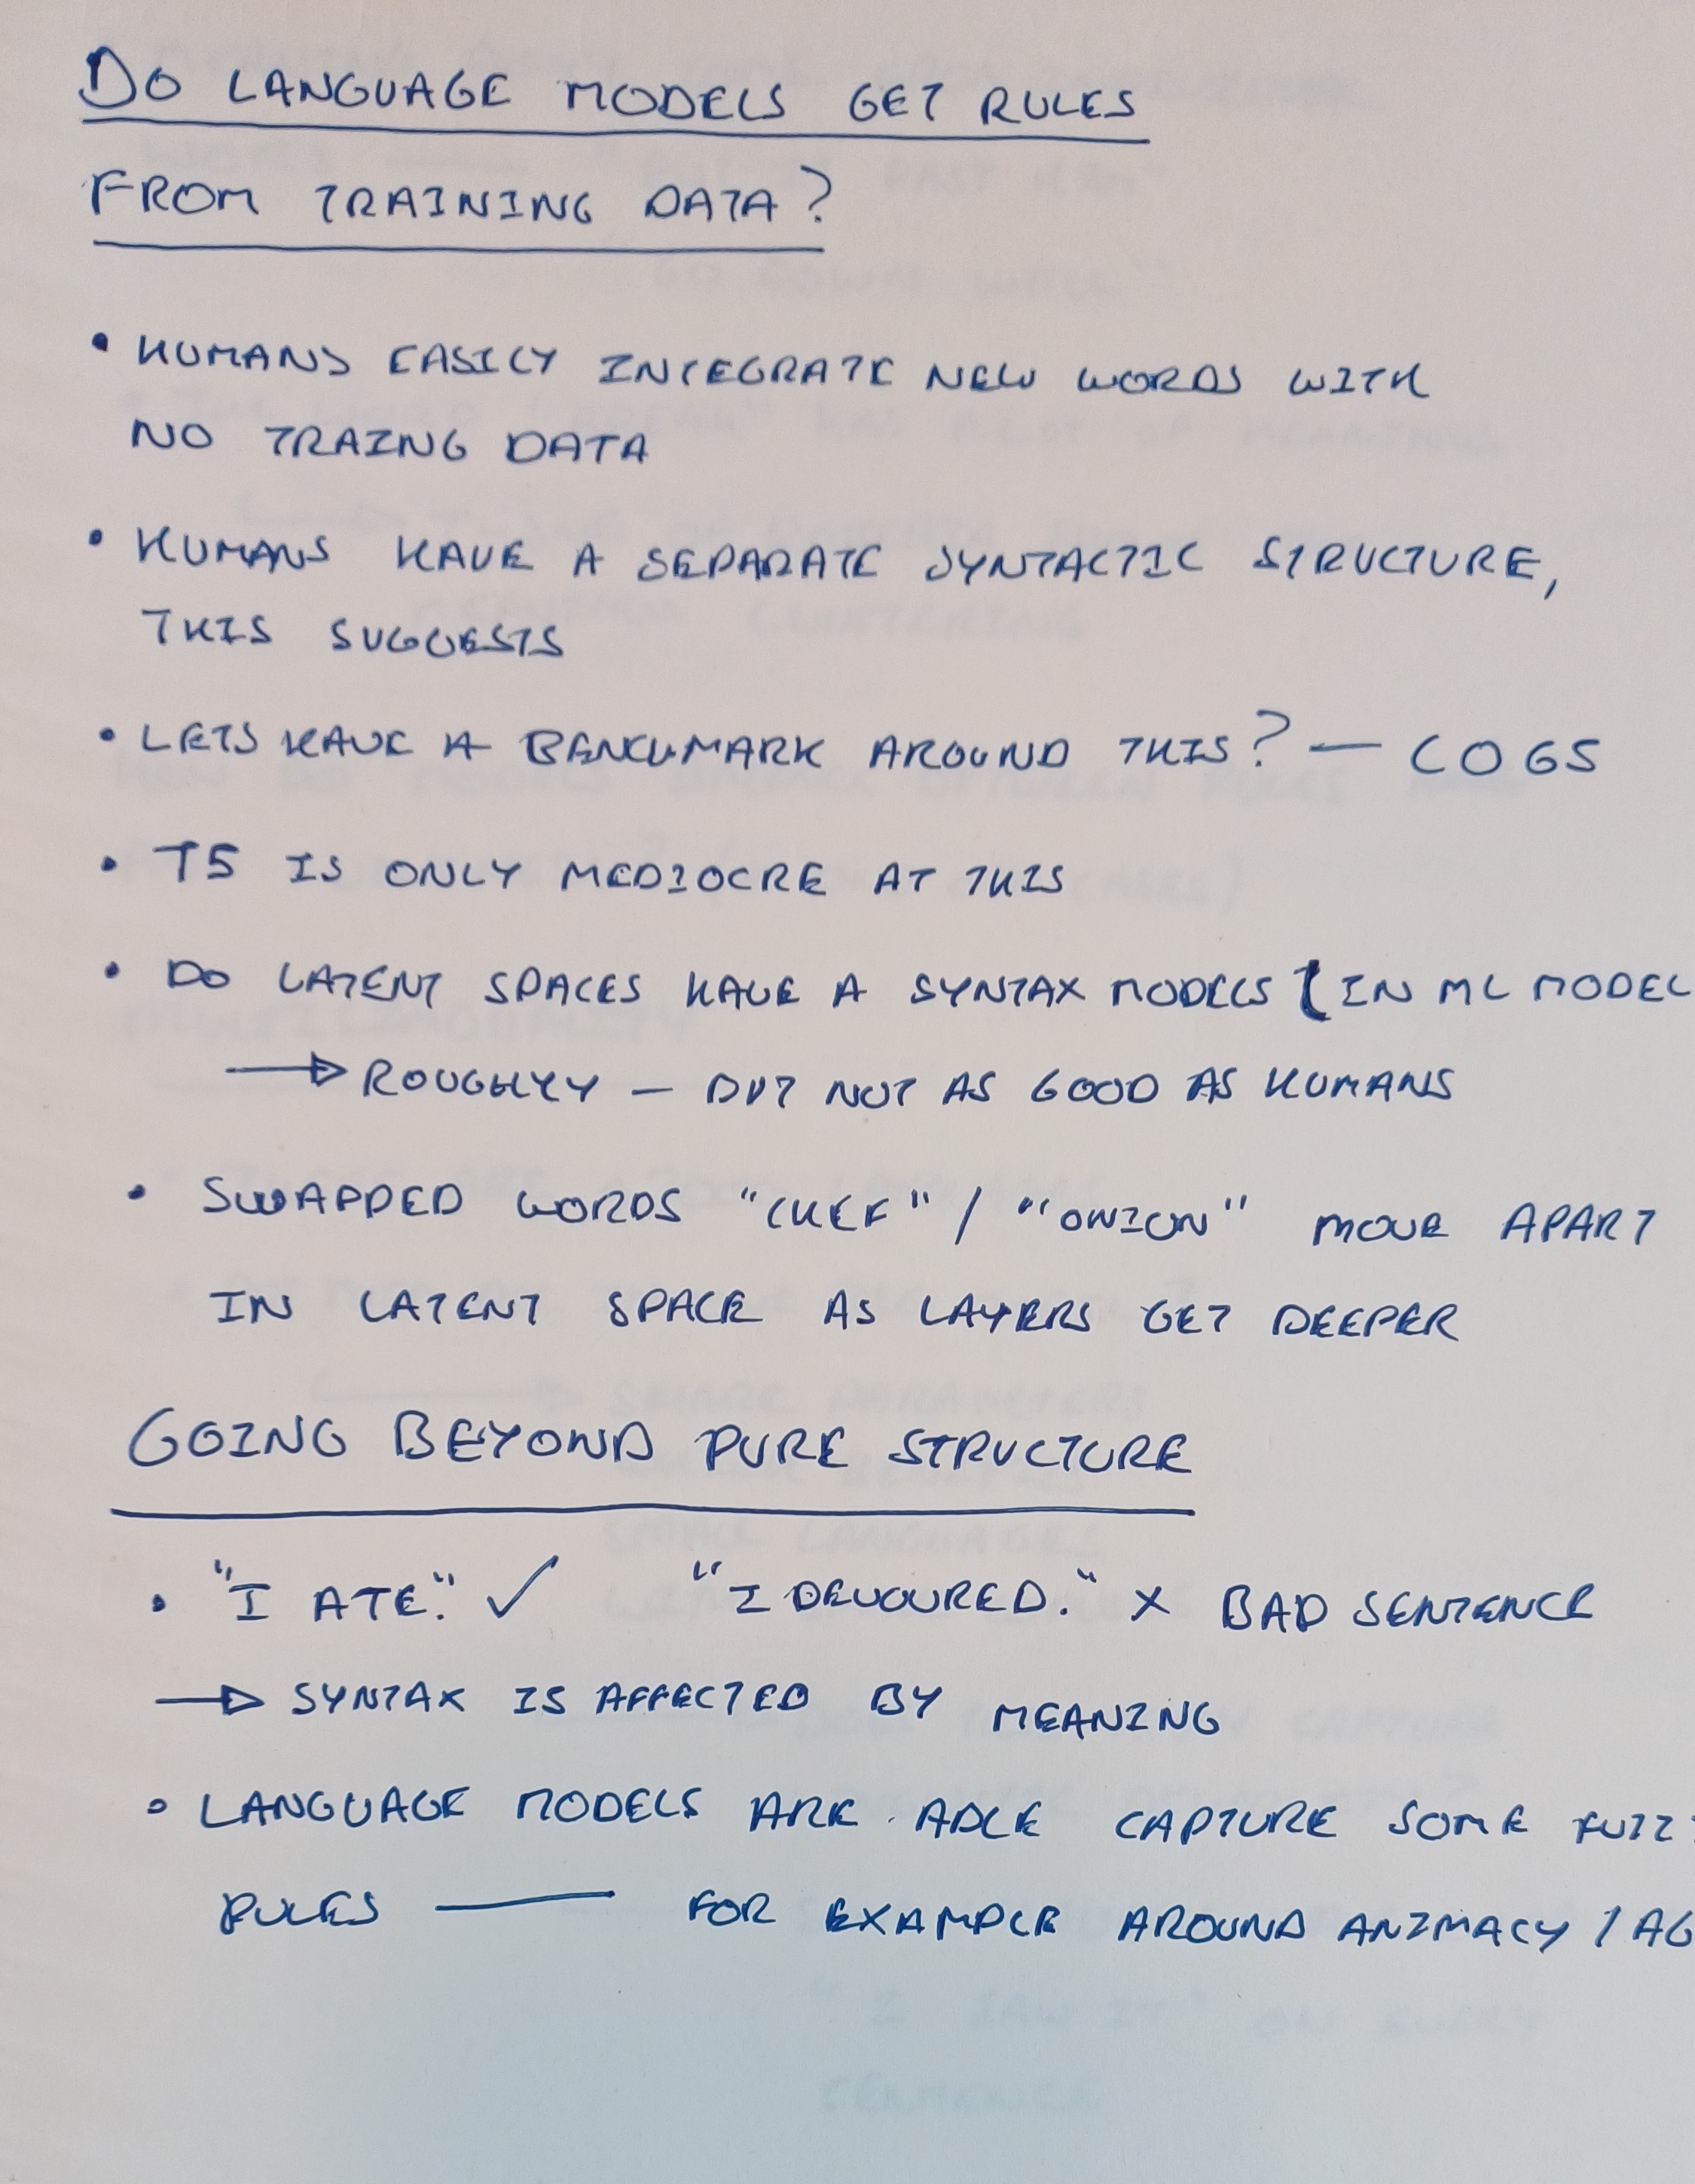 DO LANGUAGE MODELS GET RULES
FROM TRAINING DATA?
• HUMANS EASILY INTEGRATE NEW WORDS WITH
NO TRAING DATA
• HUMANS HAVE A SEPARATE SYNTACTIC STRUCTURE,
THIS SUGGESTS
• LETS HAVE A BENCHMARK AROUND THIS? — COGS
• T5 IS ONLY MEDIOCRE AT THIS
• DO LATENT SPACES HAVE A SYNTAX MODELS (IN ML MODEL
→ ROUGHLY — BUT NOT AS GOOD AS HUMANS
• SWAPPED WORDS "CHEF" / "ONION" MOVE APART
IN LATENT SPACE AS LAYERS GET DEEPER
GOING BEYOND PURE STRUCTURE
• "I ATE." ✓ "I DEVOURED." X BAD SENTENCE
→ SYNTAX IS AFFECTED BY MEANING
• LANGUAGE MODELS ARE ABLE CAPTURE SOME FUZZ
RULES — FOR EXAMPLE AROUND ANIMACY / AG